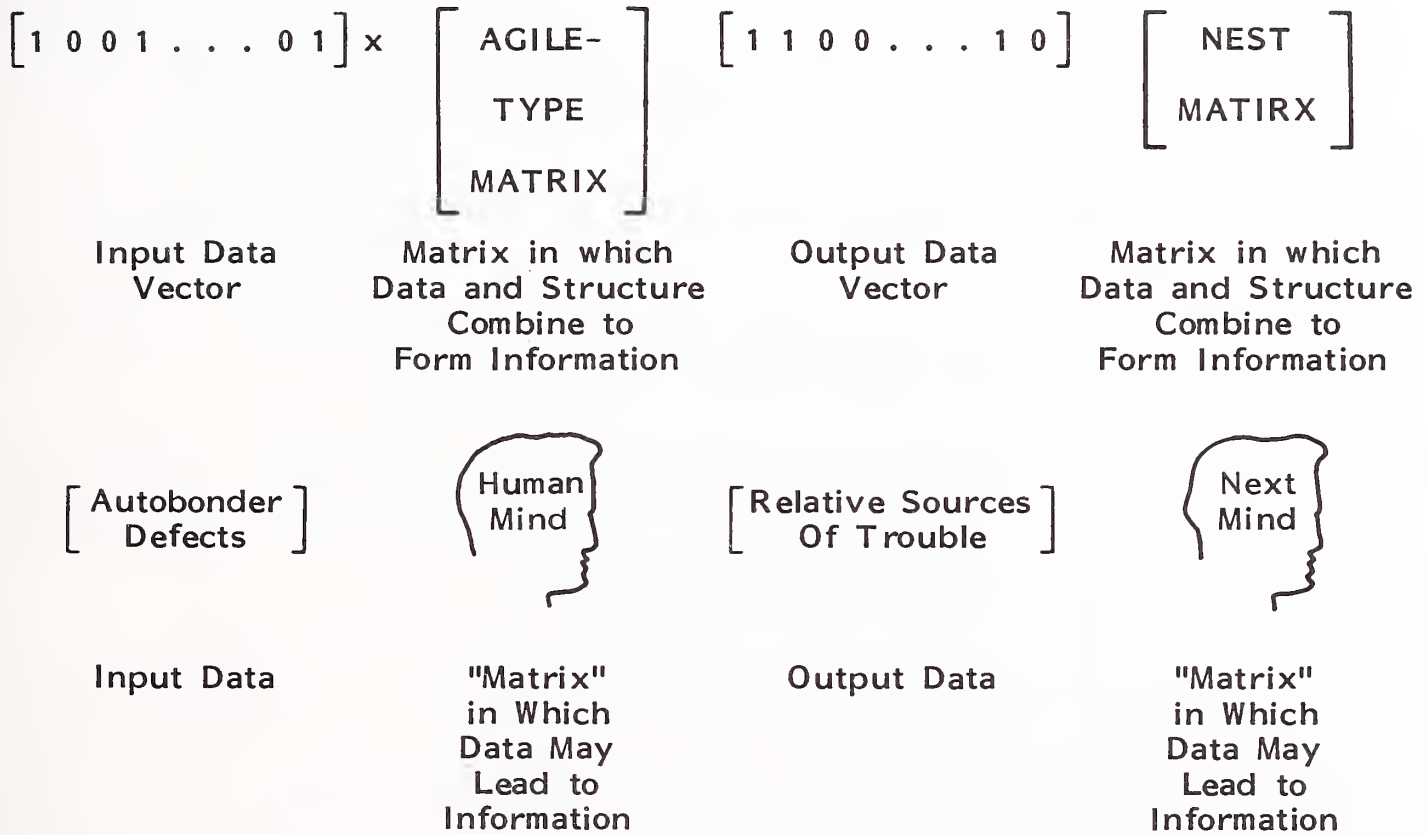 [1 0 0 1 . . . 0 1] x
AGILE-
TYPE
MATRIX
[1 1 0 0 . . . 1 0]
NEST
MATIRX
Input Data
Vector
Matrix in which
Data and Structure
Combine to
Form Information
Output Data
Vector
Matrix in which
Data and Structure
Combine to
Form Information
Autobonder
Defects
Human
Mind
Relative Sources
Of Trouble
Next
Mind
Input Data
"Matrix"
in Which
Data May
Lead to
Information
Output Data
"Matrix"
in Which
Data May
Lead to
Information